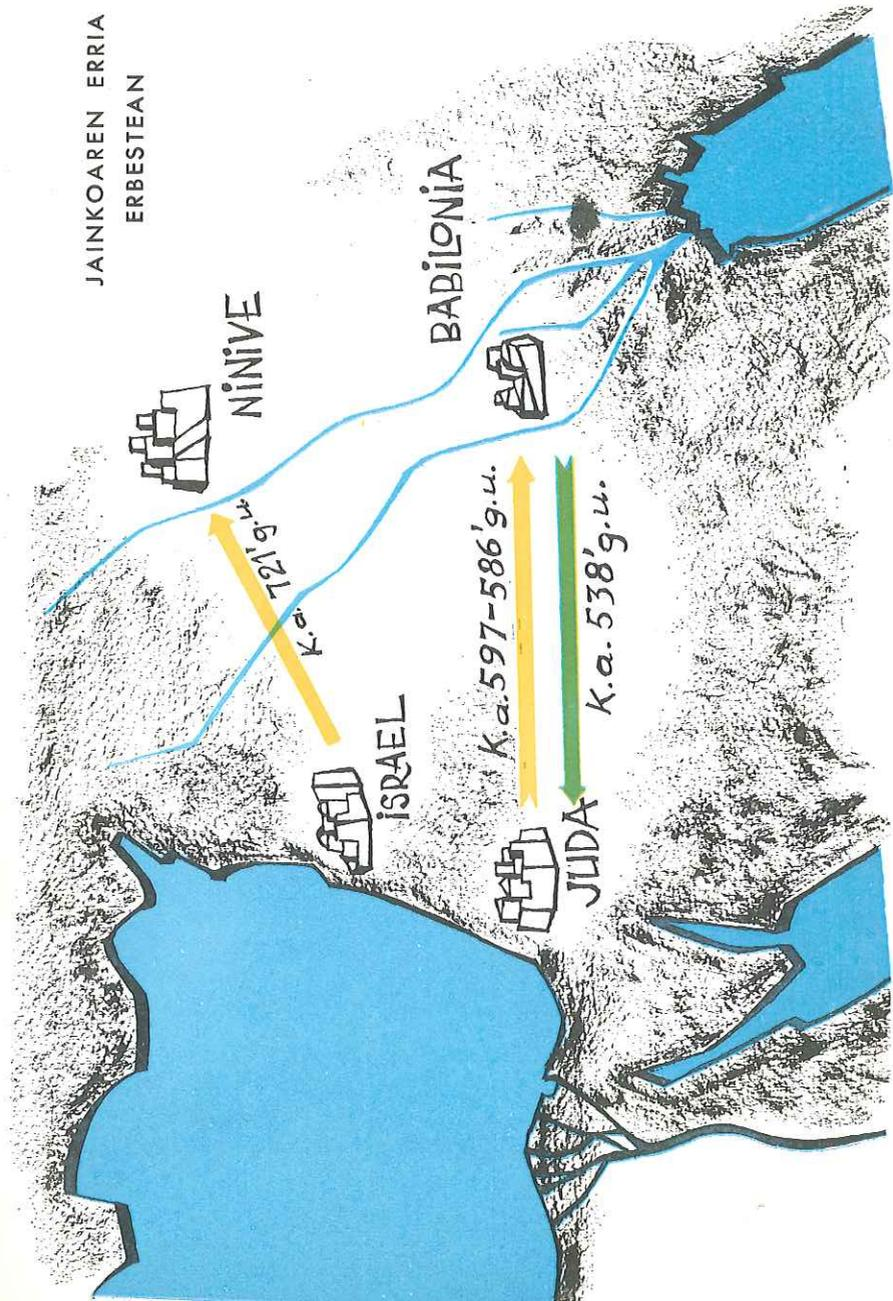 JAINKOAREN ERRIA
ERBESTEAN
NiNiVE
BABiLONiA
K.a. 721'g.u.
iSRAEL
K.a. 597-586'g.u.
K.a. 538'
g.u.
JUDA